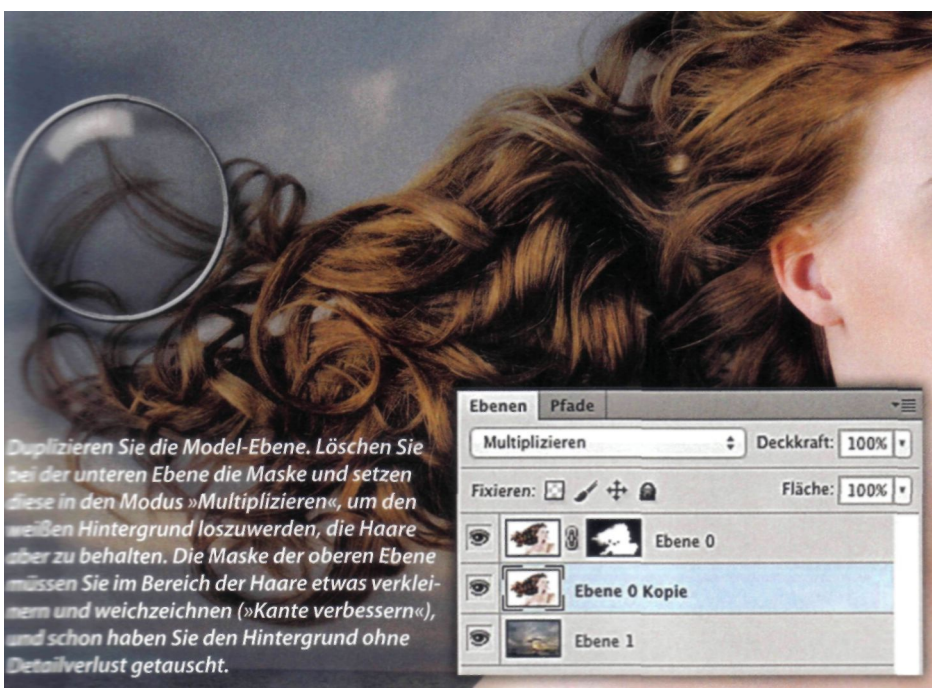 Duplizieren Sie die Model-Ebene. Löschen Sie
bei der unteren Ebene die Maske und setzen
diese in den Modus »Multiplizieren«, um den
weißen Hintergrund loszuwerden, die Haare
aber zu behalten. Die Maske der oberen Ebene
müssen Sie im Bereich der Haare etwas verklei-
nern und weichzeichnen (»Kante verbessern«),
und schon haben Sie den Hintergrund ohne
Detailverlust getauscht.
Ebenen Pfade
Multiplizieren Deckkraft: 100%
Fixieren: Fläche: 100%
Ebene 0
Ebene 0 Kopie
Ebene 1